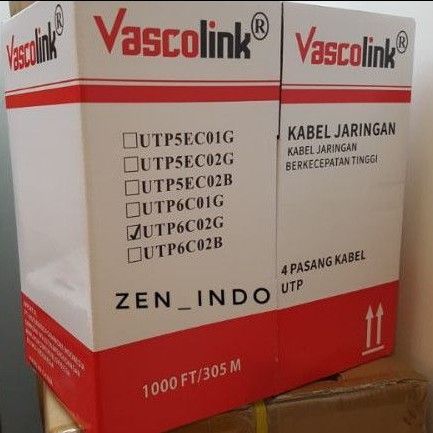 Vascolink®
UTP5EC01G
UTP5EC02G
UTP5EC02B
UTP6C01G
UTP6C02G
UTP6C02B
ZEN_INDO
1000 FT/305 M
Vascolink®
KABEL JARINGAN
KABEL JARINGAN
BERKECEPATAN TINGGI
4 PASANG KABEL
UTP